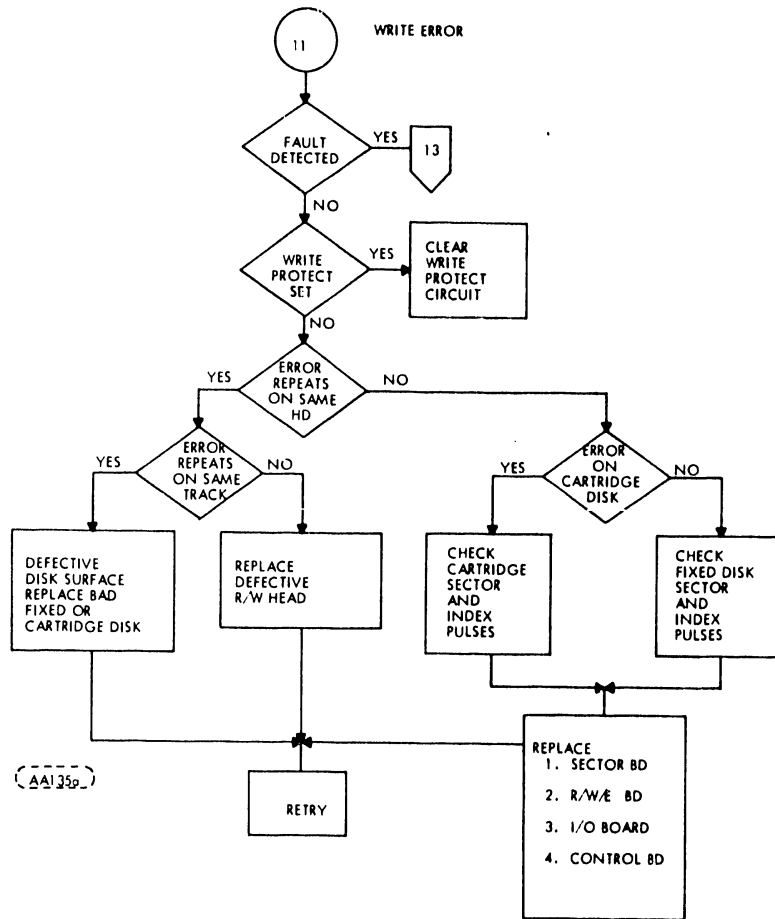 WRITE ERROR
11
FAULT
DETECTED
YES
13
NO
WRITE
PROTECT
SET
YES
CLEAR
WRITE
PROTECT
CIRCUIT
NO
ERROR
REPEATS
ON SAME
HD
YES
NO
ERROR
REPEATS
ON SAME
TRACK
YES
NO
ERROR
ON
CARTRIDGE
DISK
YES
NO
DEFECTIVE
DISK SURFACE
REPLACE BAD
FIXED OR
CARTRIDGE DISK
REPLACE
DEFECTIVE
R/W HEAD
CHECK
CARTRIDGE
SECTOR
AND
INDEX
PULSES
CHECK
FIXED DISK
SECTOR
AND
INDEX
PULSES
REPLACE
1. SECTOR BD
2. R/W/E BD
3. I/O BOARD
4. CONTROL BD
RETRY
AA135a